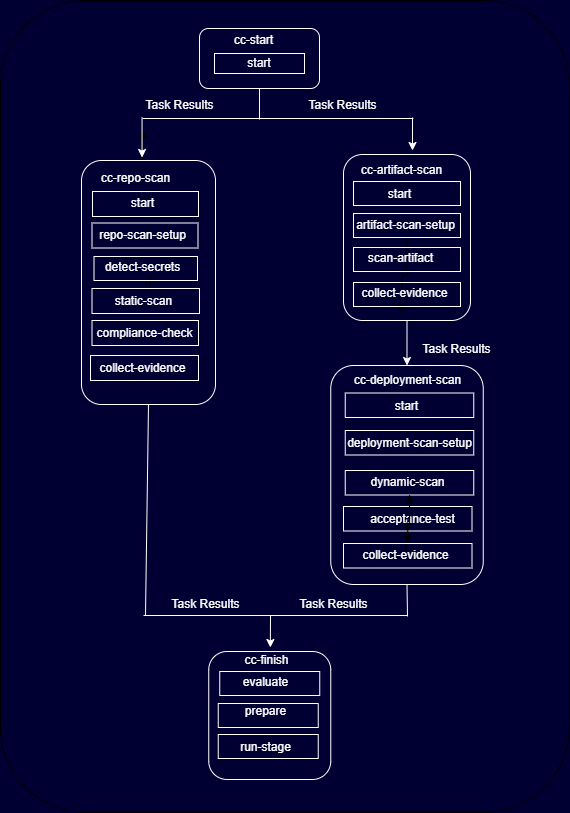 cc-start
start
Task Results
Task Results
cc-repo-scan
start
repo-scan-setup
detect-secrets
static-scan
compliance-check
collect-evidence
cc-artifact-scan
start
artifact-scan-setup
scan-artifact
collect-evidence
Task Results
cc-deployment-scan
start
deployment-scan-setup
dynamic-scan
acceptance-test
collect-evidence
Task Results
Task Results
cc-finish
evaluate
prepare
run-stage